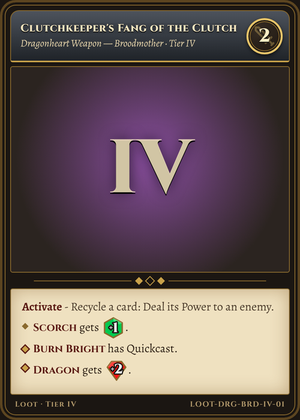 Clutchkeeper's Fang of the Clutch
Dragonheart Weapon — Broodmother · Tier IV
2
IV
Activate - Recycle a card: Deal its Power to an enemy.
Scorch gets +1 .
Burn Bright has Quickcast.
Dragon gets +2 .
Loot · Tier IV
LOOT-DRG-BRD-IV-01